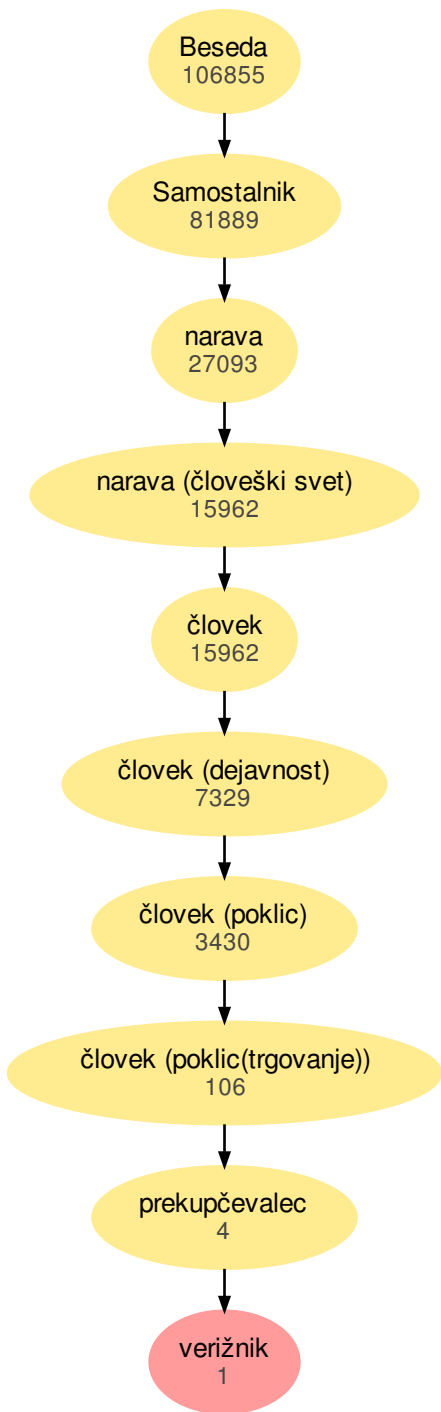 Beseda
106855
Samostalnik
81889
narava
27093
narava (človeški svet)
15962
človek
15962
človek (dejavnost)
7329
človek (poklic)
3430
človek (poklic(trgovanje))
106
prekupčevalec
4
verižnik
1